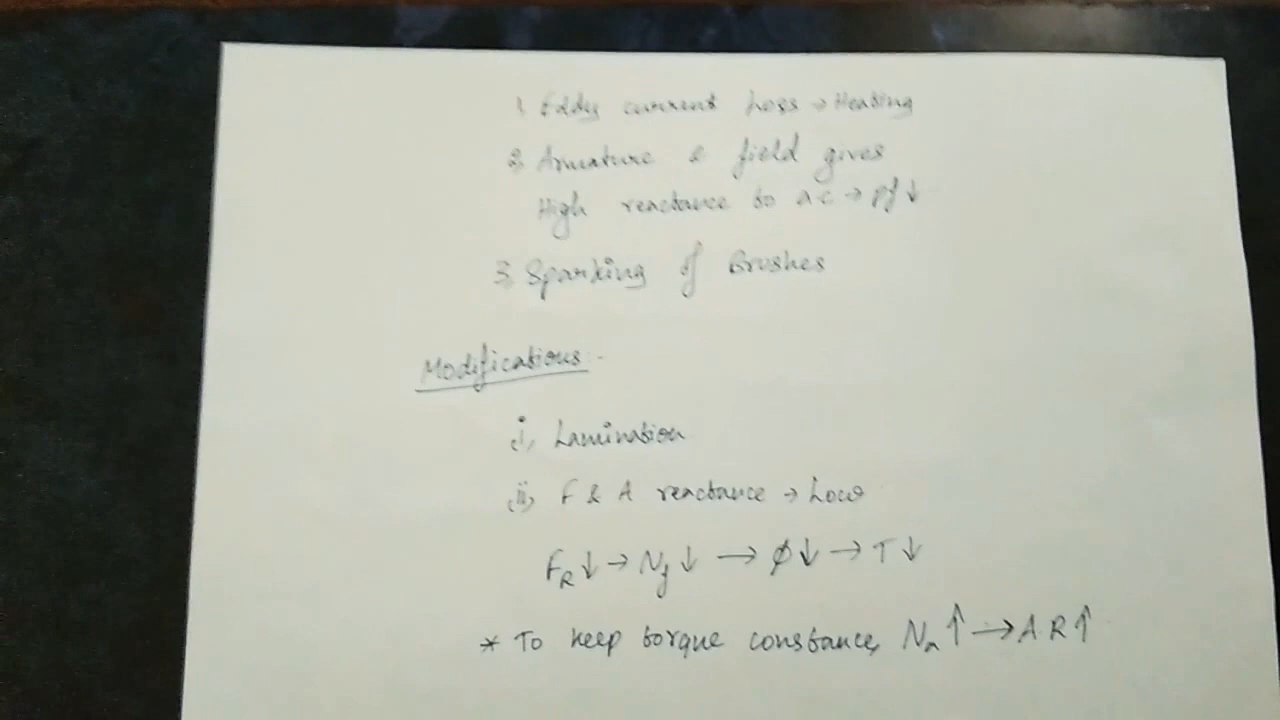 1. Eddy current Loss → Heating
2. Armature & field gives
High reactance to ac → pf ↓
3. Sparking of Brushes
Modifications:-
(i) Lamination
(ii) F & A reactance → Low
F_R ↓ → N_f ↓ → φ ↓ → T ↓
* To keep torque constance, N_a ↑ → A R ↑